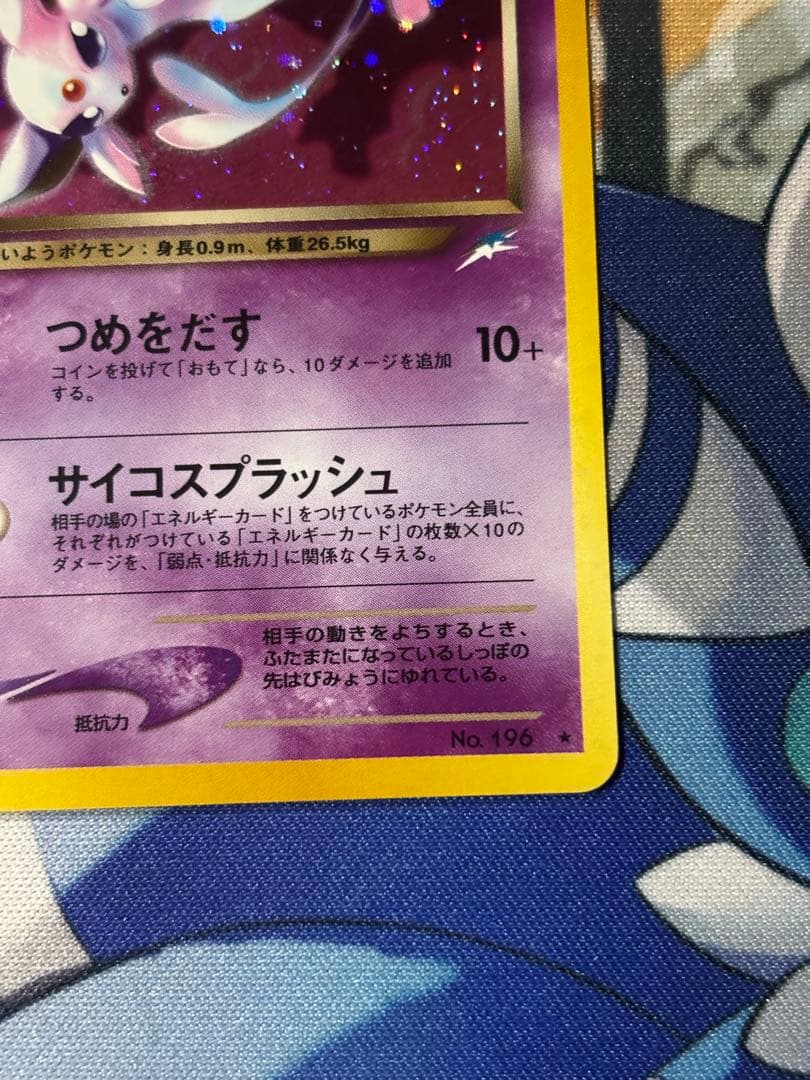 いようポケモン：身長0.9m、体重26.5kg
つめをだす 10+
コインを投げて「おもて」なら、10ダメージを追加
する。
サイコスプラッシュ
相手の場の「エネルギーカード」をつけているポケモン全員に、
それぞれがつけている「エネルギーカード」の枚数×10の
ダメージを、「弱点・抵抗力」に関係なく与える。
相手の動きをよちするとき、
ふたまたになっているしっぽの
先はびみょうにゆれている。
抵抗力
No. 196 ★